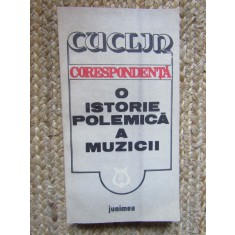 CUCLIN
CORESPONDENȚĂ
O
ISTORIE
POLEMICĂ
A
MUZICII
junimea